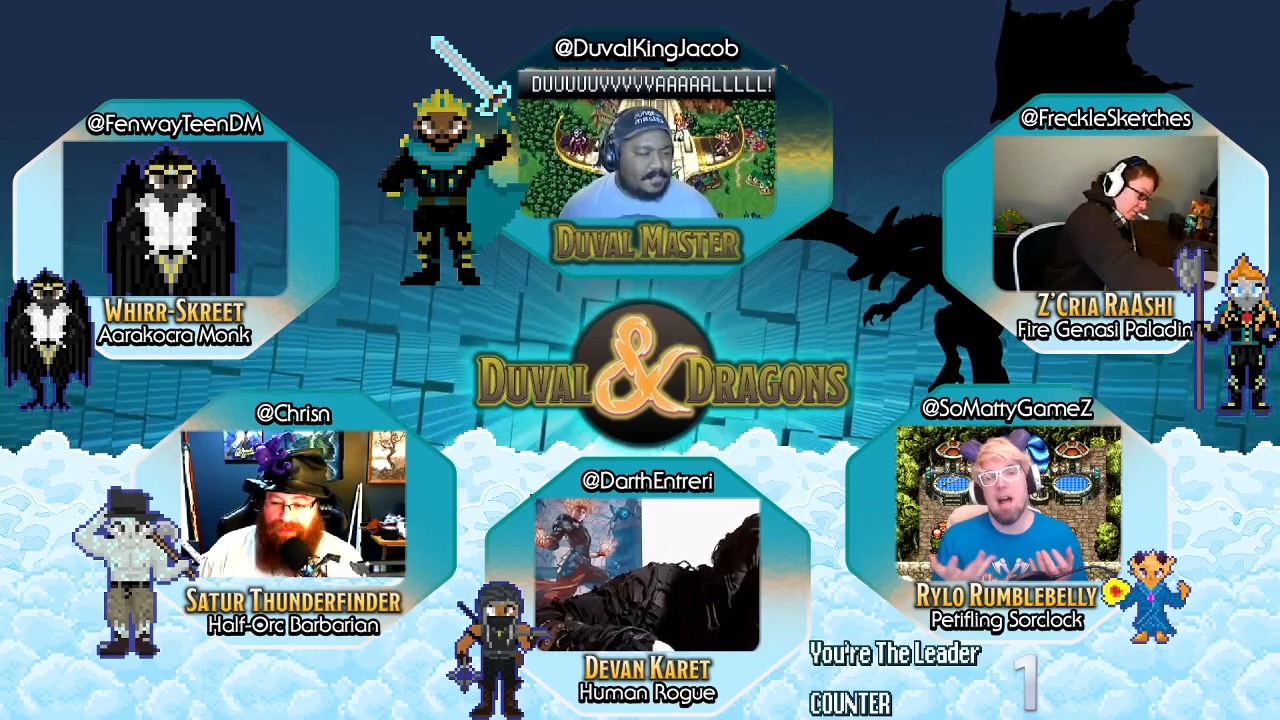 @DuvalKingJacob
DUUUUUVVVVVAAAAALLLLL!
DUVAL MASTER
@FenwayTeenDM
WHIRR-SKREET
Aarakocra Monk
@FreckleSketches
Z'CRIA RAASHI
Fire Genasi Paladin
DUVAL & DRAGONS
@Chrisn
SATUR THUNDERFINDER
Half-Orc Barbarian
@DarthEntreri
DEVAN KARET
Human Rogue
@SoMattyGameZ
RYLO RUMBLEBELLY
Petifling Sorclock
You're The Leader
COUNTER
1